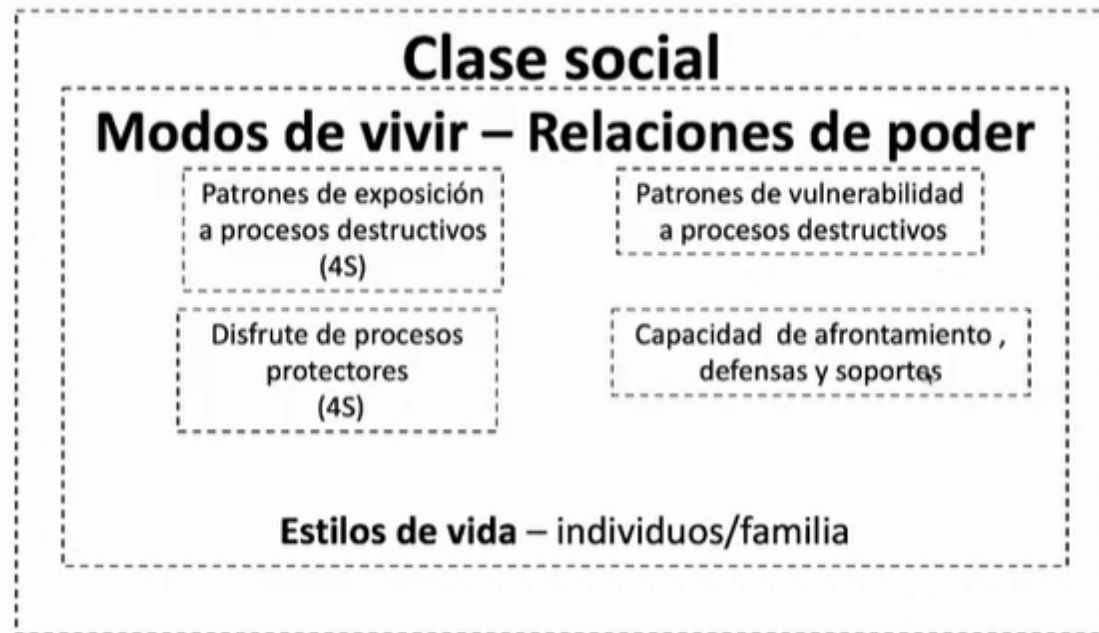 Clase social
Modos de vivir – Relaciones de poder
Patrones de exposición
a procesos destructivos
(4S)
Patrones de vulnerabilidad
a procesos destructivos
Disfrute de procesos
protectores
(4S)
Capacidad de afrontamiento ,
defensas y soportes
Estilos de vida – individuos/familia